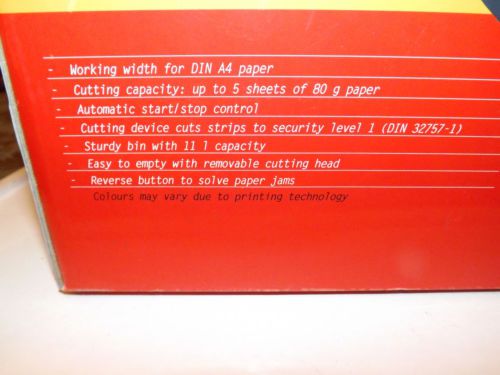 - Working width for DIN A4 paper
- Cutting capacity: up to 5 sheets of 80 g paper
- Automatic start/stop control
- Cutting device cuts strips to security level 1 (DIN 32757-1)
- Sturdy bin with 11 l capacity
- Easy to empty with removable cutting head
- Reverse button to solve paper jams
Colours may vary due to printing technology